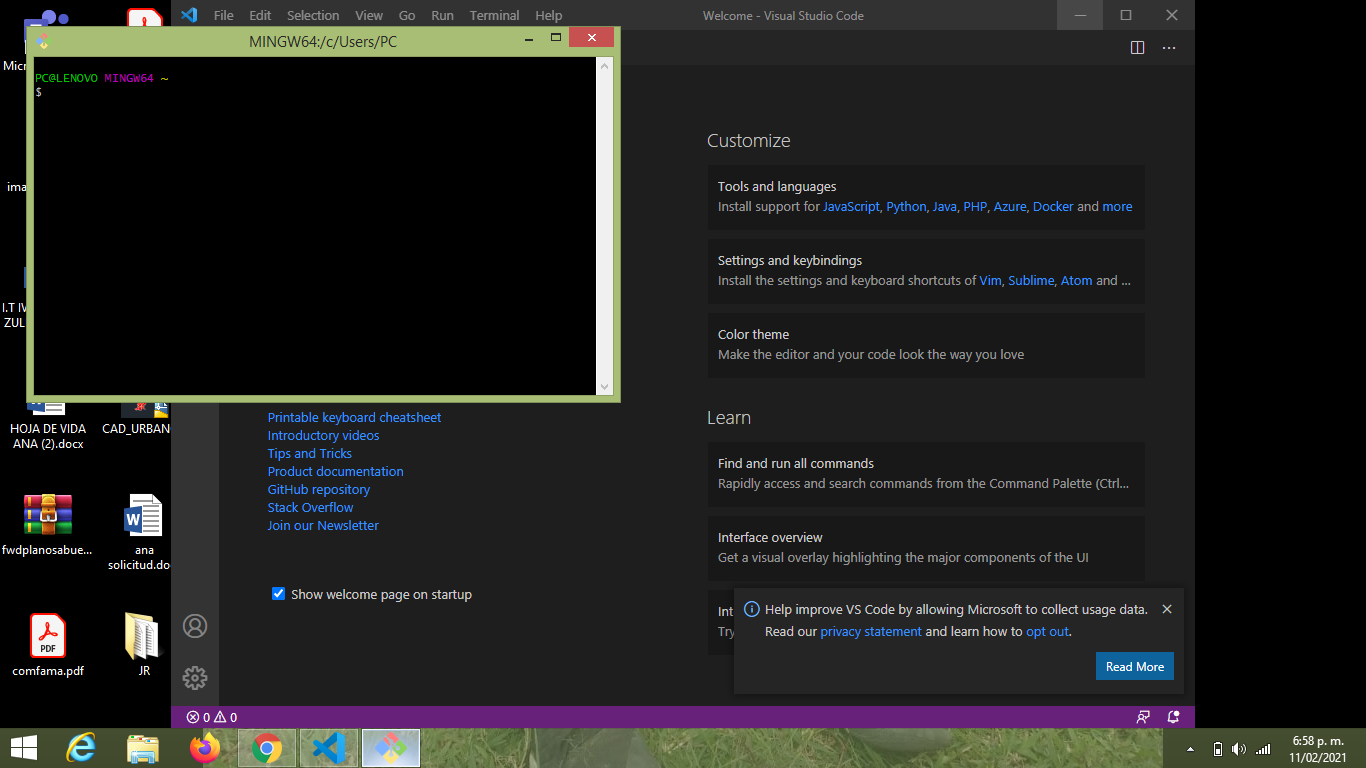 File Edit Selection View Go Run Terminal Help
Welcome - Visual Studio Code
MINGW64:/c/Users/PC
PC@LENOVO MINGW64 ~
$
Customize
Tools and languages
Install support for JavaScript, Python, Java, PHP, Azure, Docker and more
Settings and keybindings
Install the settings and keyboard shortcuts of Vim, Sublime, Atom and ...
Color theme
Make the editor and your code look the way you love
Printable keyboard cheatsheet
Introductory videos
Tips and Tricks
Product documentation
GitHub repository
Stack Overflow
Join our Newsletter
Show welcome page on startup
Learn
Find and run all commands
Rapidly access and search commands from the Command Palette (Ctrl...
Interface overview
Get a visual overlay highlighting the major components of the UI
Int
Try
Help improve VS Code by allowing Microsoft to collect usage data.
Read our privacy statement and learn how to opt out.
Read More
0 0
Micr
ima
I.T IV
ZUL
HOJA DE VIDA
ANA (2).docx
CAD_URBAN
fwdplanosabue...
ana
solicitud.do
PDF
comfama.pdf
JR
6:58 p. m.
11/02/2021